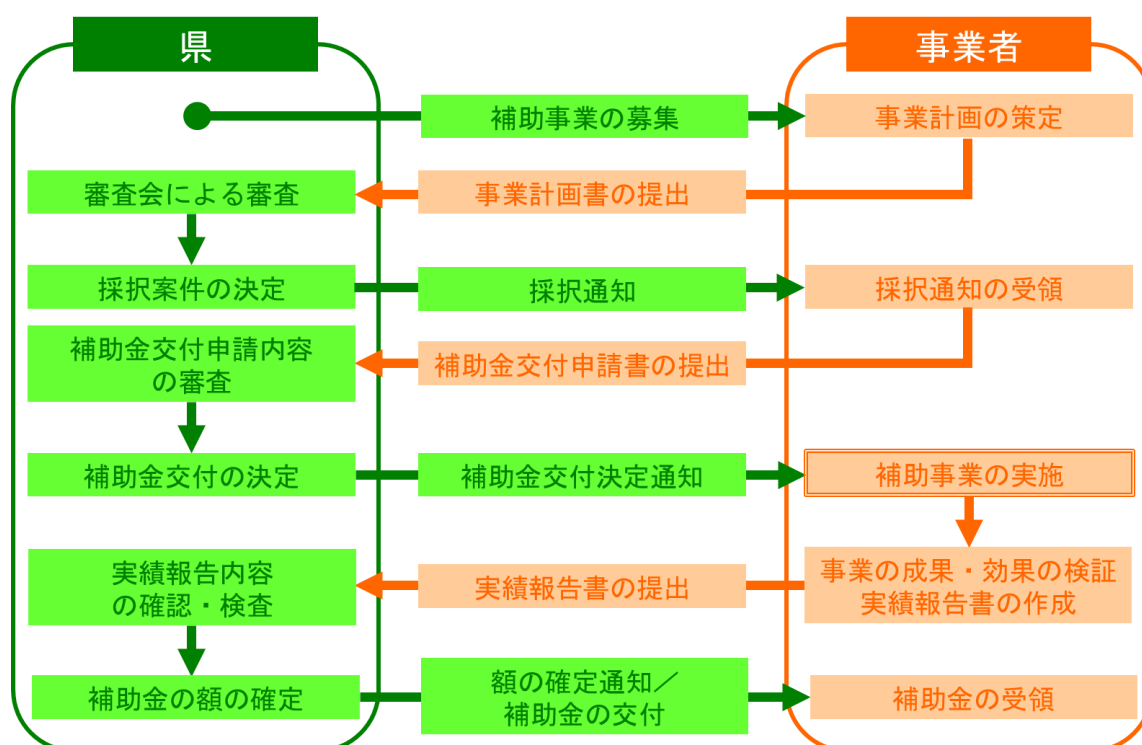 県
事業者
補助事業の募集
事業計画の策定
審査会による審査
事業計画書の提出
採択案件の決定
採択通知
採択通知の受領
補助金交付申請内容
の審査
補助金交付申請書の提出
補助金交付の決定
補助金交付決定通知
補助事業の実施
実績報告内容
の確認・検査
実績報告書の提出
事業の成果・効果の検証
実績報告書の作成
補助金の額の確定
額の確定通知／
補助金の交付
補助金の受領